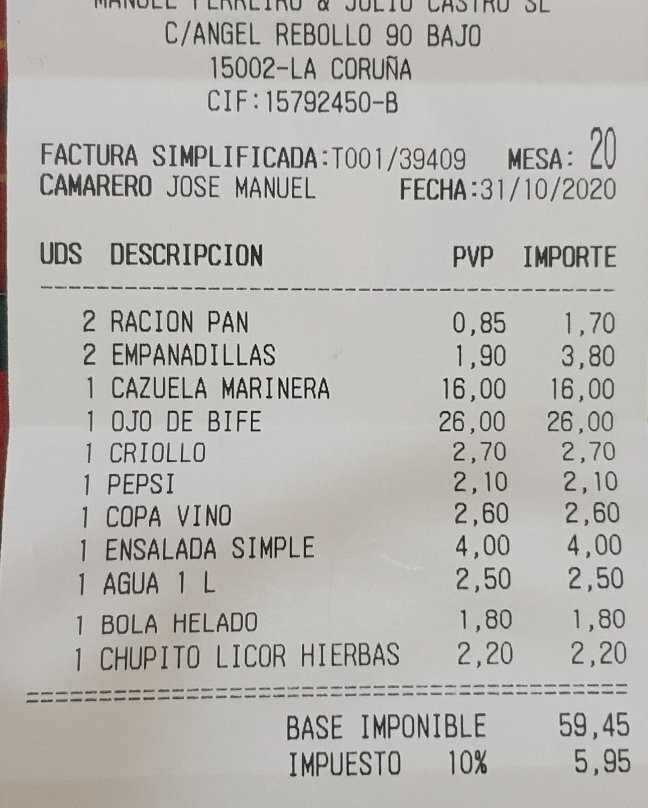 MANUEL FERREIRO & JULIO CASTRO SL
C/ANGEL REBOLLO 90 BAJO
15002-LA CORUÑA
CIF:15792450-B
FACTURA SIMPLIFICADA:T001/39409 MESA: 20
CAMARERO JOSE MANUEL FECHA:31/10/2020
UDS DESCRIPCION PVP IMPORTE
2 RACION PAN 0,85 1,70
2 EMPANADILLAS 1,90 3,80
1 CAZUELA MARINERA 16,00 16,00
1 OJO DE BIFE 26,00 26,00
1 CRIOLLO 2,70 2,70
1 PEPSI 2,10 2,10
1 COPA VINO 2,60 2,60
1 ENSALADA SIMPLE 4,00 4,00
1 AGUA 1 L 2,50 2,50
1 BOLA HELADO 1,80 1,80
1 CHUPITO LICOR HIERBAS 2,20 2,20
BASE IMPONIBLE 59,45
IMPUESTO 10% 5,95